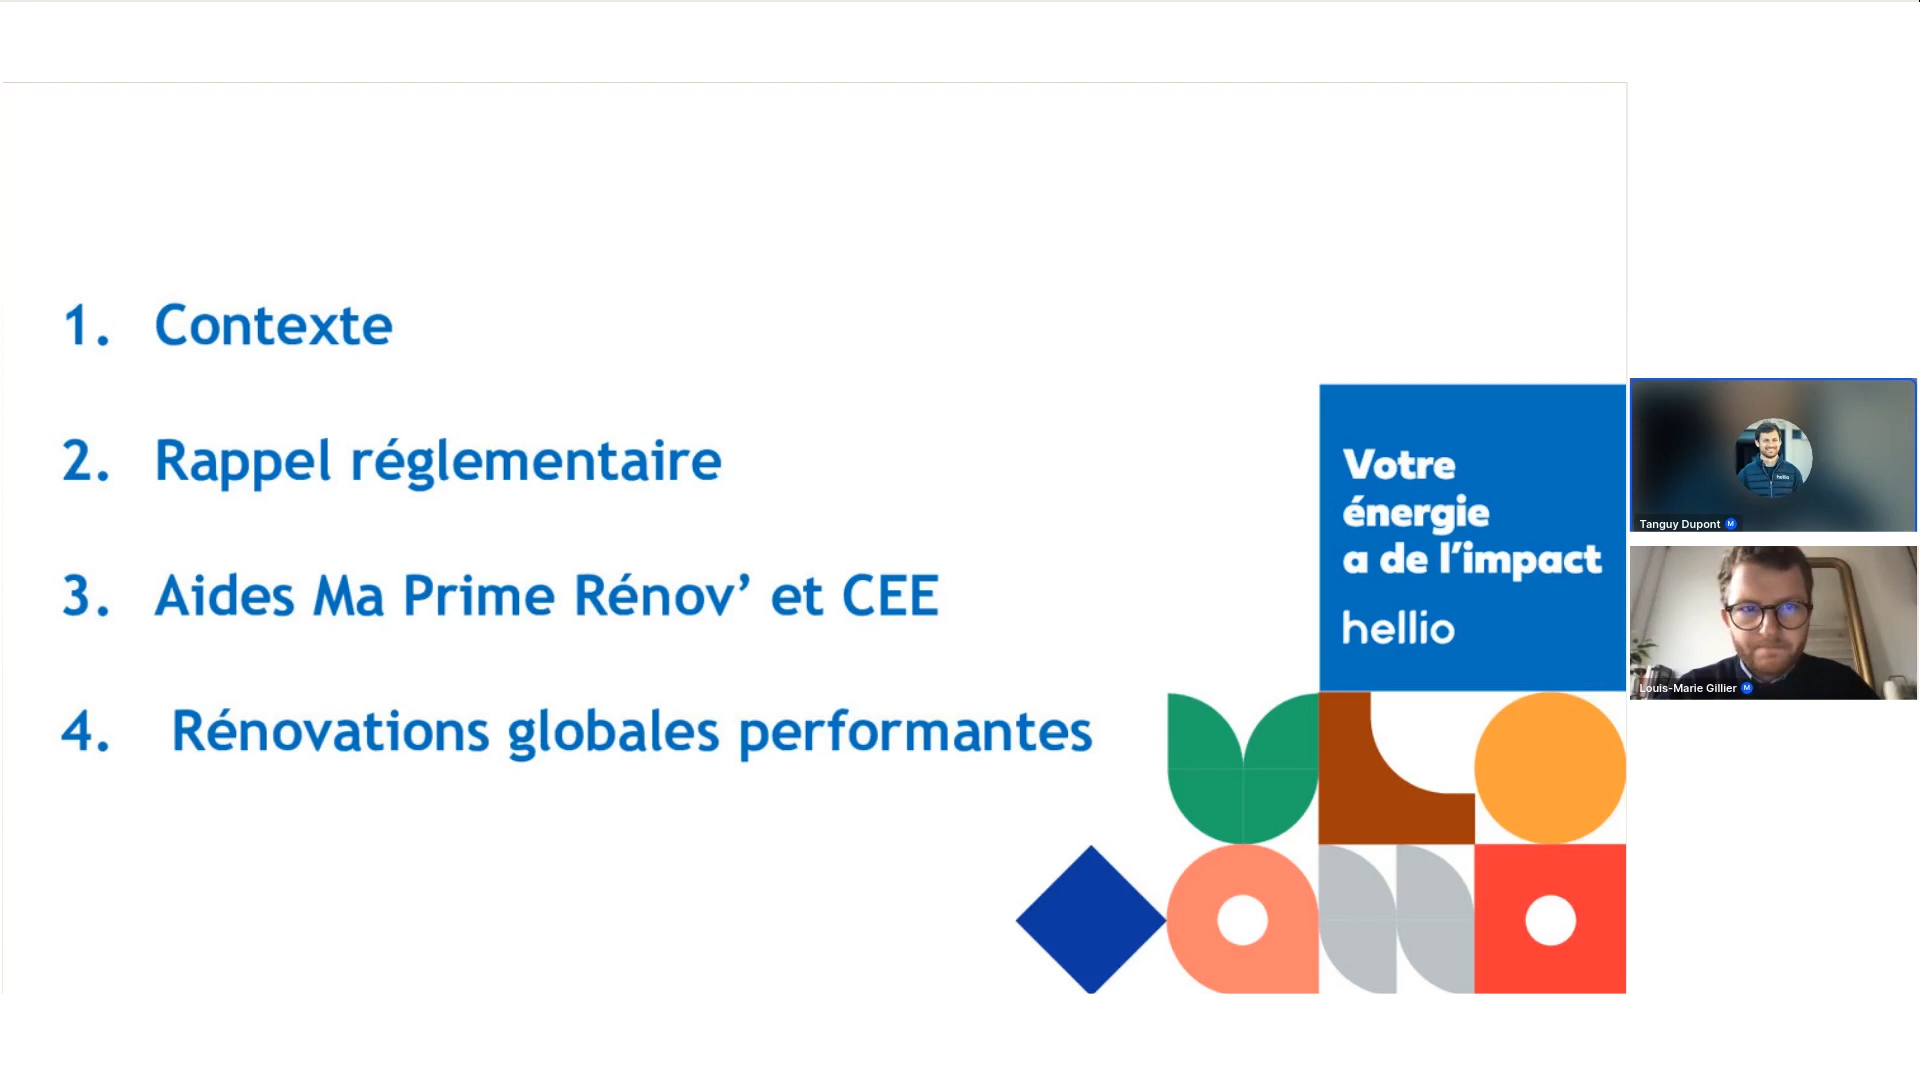 1. Contexte
2. Rappel réglementaire
3. Aides Ma Prime Rénov’ et CEE
4. Rénovations globales performantes
Votre
énergie
a de l’impact
hellio
hellio
Tanguy Dupont M
Louis-Marie Gillier M